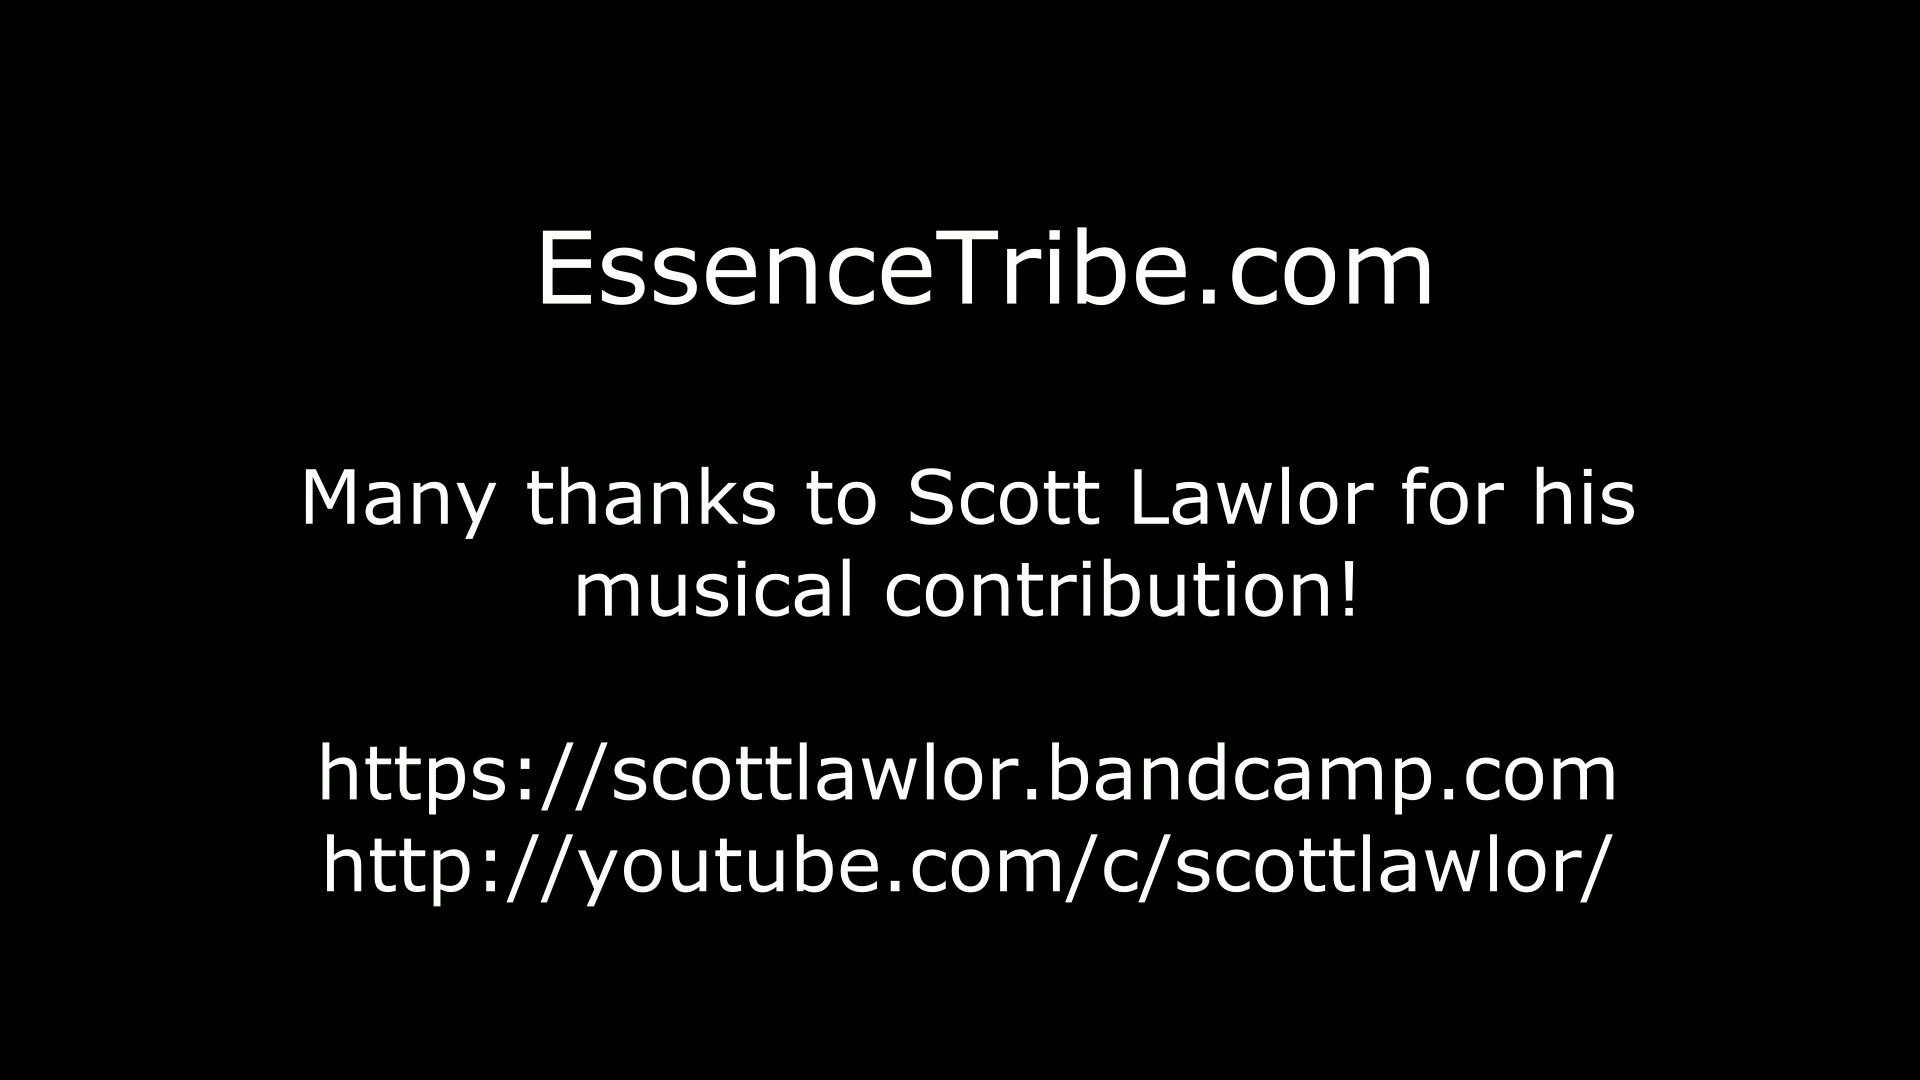 EssenceTribe.com
Many thanks to Scott Lawlor for his
musical contribution!
https://scottlawlor.bandcamp.com
http://youtube.com/c/scottlawlor/